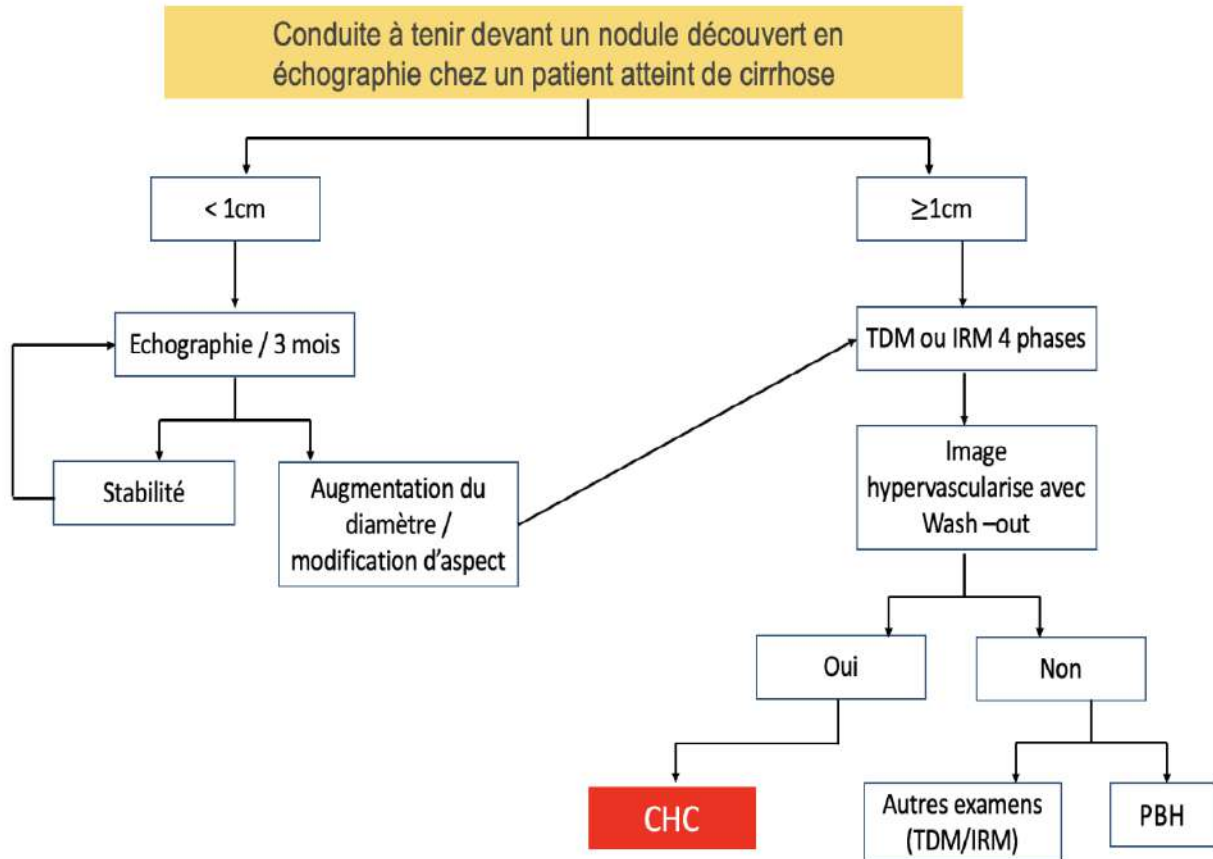 Conduite à tenir devant un nodule découvert en
échographie chez un patient atteint de cirrhose
< 1cm
≥1cm
Echographie / 3 mois
TDM ou IRM 4 phases
Stabilité
Augmentation du
diamètre /
modification d'aspect
Image
hypervascularise avec
Wash –out
Oui
Non
CHC
Autres examens
(TDM/IRM)
PBH